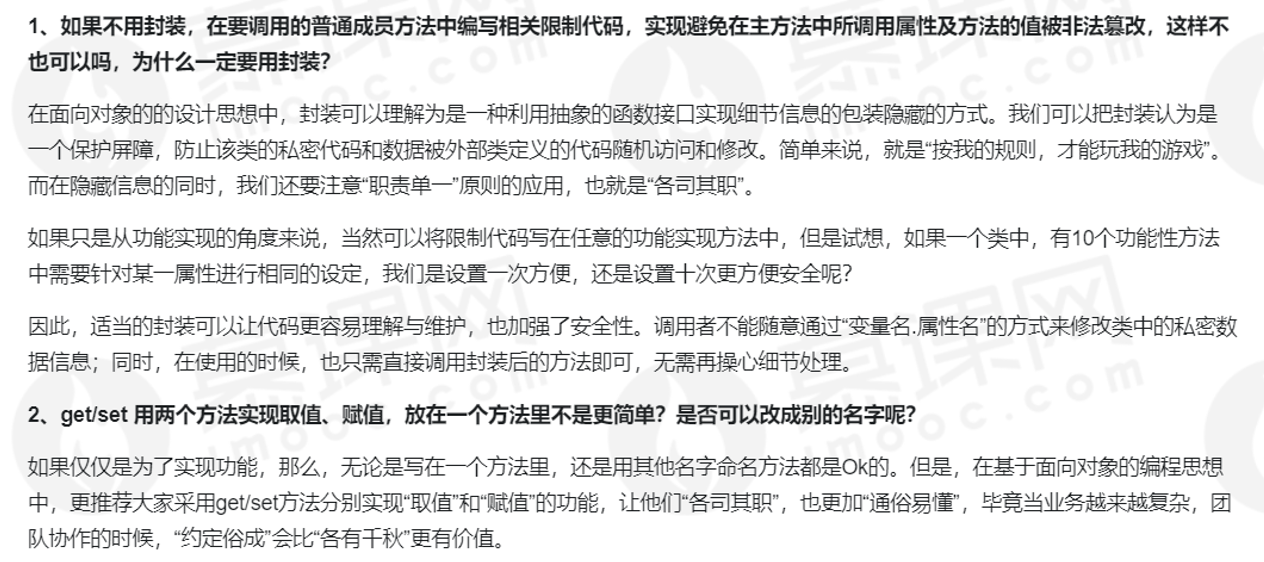 1、如果不用封装，在要调用的普通成员方法中编写相关限制代码，实现避免在主方法中所调用属性及方法的值被非法篡改，这样不
也可以吗，为什么一定要用封装？
在面向对象的的设计思想中，封装可以理解为是一种利用抽象的函数接口实现细节信息的包装隐藏的方式。我们可以把封装认为是
一个保护屏障，防止该类的私密代码和数据被外部类定义的代码随机访问和修改。简单来说，就是“按我的规则，才能玩我的游戏”。
而在隐藏信息的同时，我们还要注意“职责单一”原则的应用，也就是“各司其职”。
如果只是从功能实现的角度来说，当然可以将限制代码写在任意的功能实现方法中，但是试想，如果一个类中，有10个功能性方法
中需要针对某一属性进行相同的设定，我们是设置一次方便，还是设置十次更方便安全呢？
因此，适当的封装可以让代码更容易理解与维护，也加强了安全性。调用者不能随意通过“变量名.属性名”的方式来修改类中的私密数
据信息；同时，在使用的时候，也只需直接调用封装后的方法即可，无需再操心细节处理。
2、get/set 用两个方法实现取值、赋值，放在一个方法里不是更简单？是否可以改成别的名字呢？
如果仅仅是为了实现功能，那么，无论是写在一个方法里，还是用其他名字命名方法都是Ok的。但是，在基于面向对象的编程思想
中，更推荐大家采用get/set方法分别实现“取值”和“赋值”的功能，让他们“各司其职”，也更加“通俗易懂”，毕竟当业务越来越复杂，团
队协作的时候，“约定俗成”会比“各有千秋”更有价值。
慕课网
imooc.com